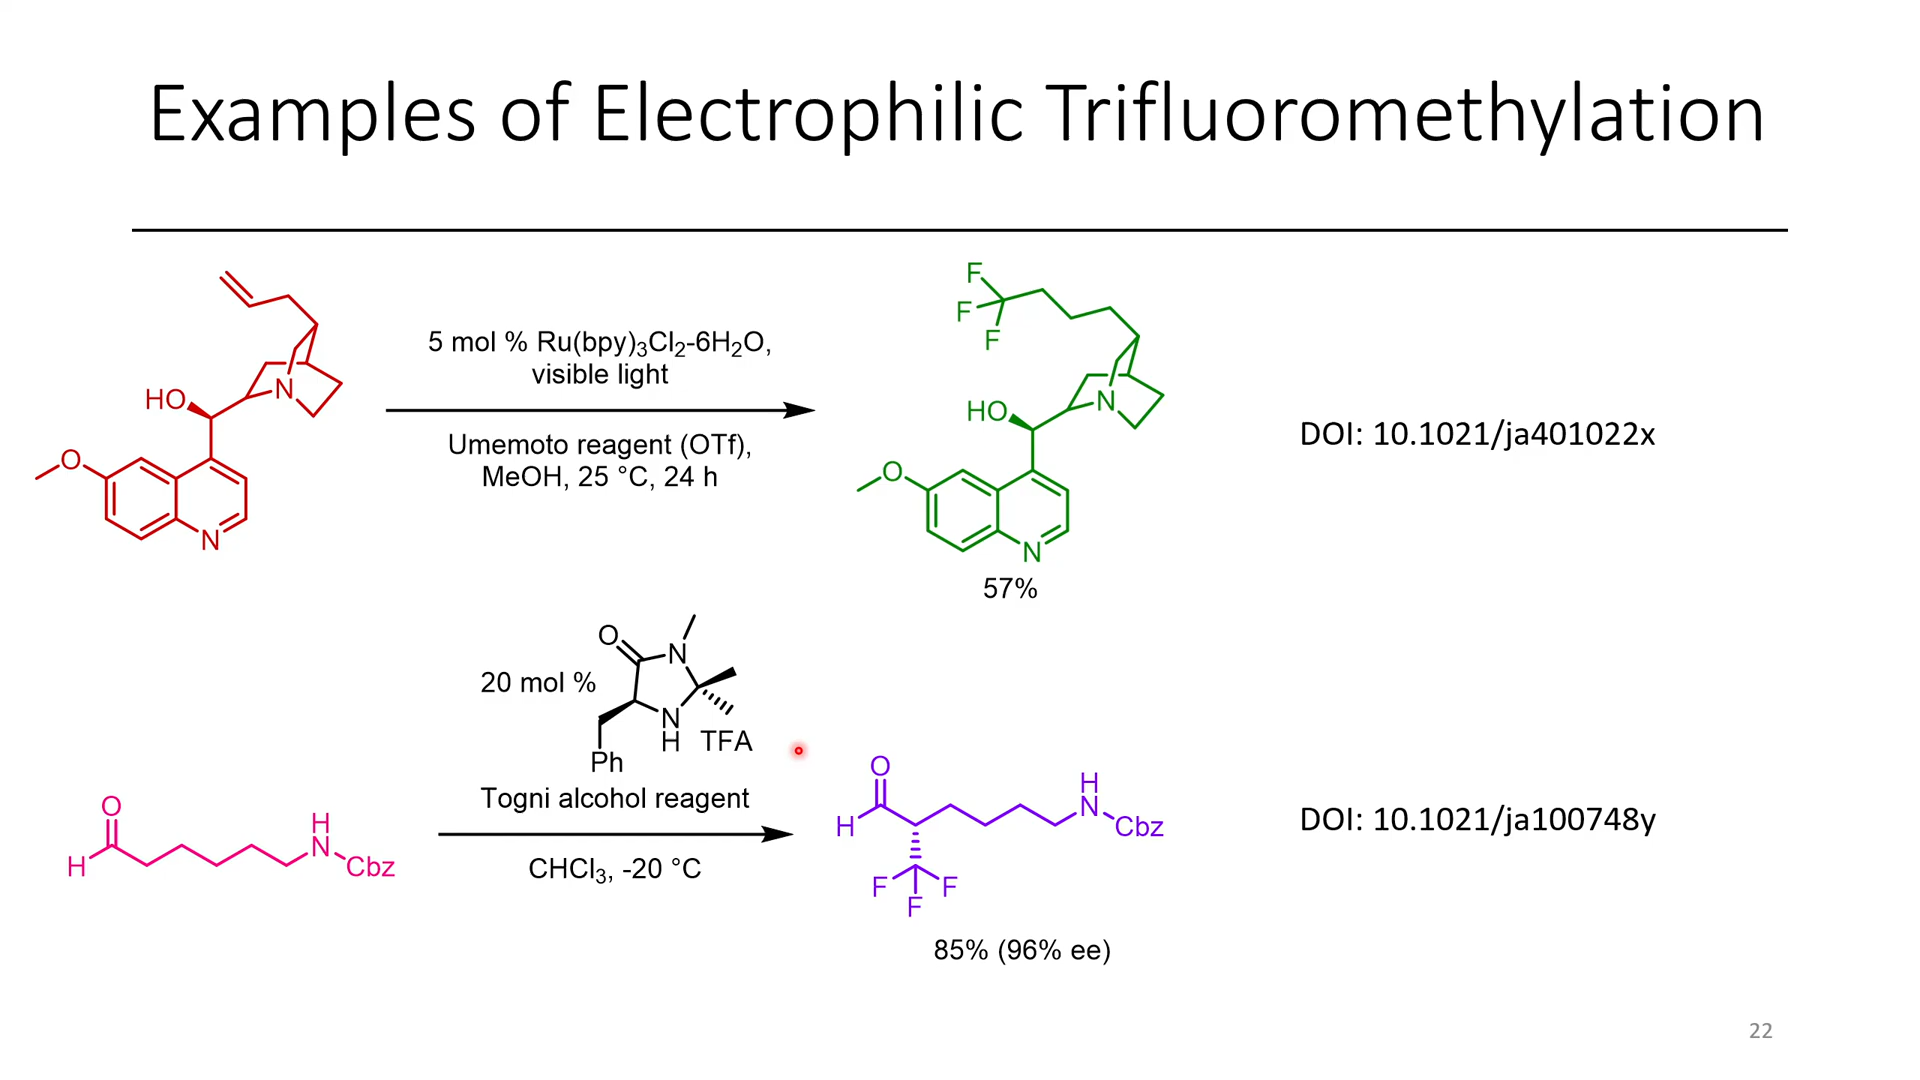 Examples of Electrophilic Trifluoromethylation
HO
N
O
N
5 mol % Ru(bpy)₃Cl₂-6H₂O,
visible light
Umemoto reagent (OTf),
MeOH, 25 °C, 24 h
F
F
F
HO
N
O
N
57%
DOI: 10.1021/ja401022x
O
N
20 mol %
N
H
TFA
Ph
Togni alcohol reagent
CHCl₃, -20 °C
O
H
H
N
Cbz
O
H
H
N
Cbz
F
F
F
85% (96% ee)
DOI: 10.1021/ja100748y
22